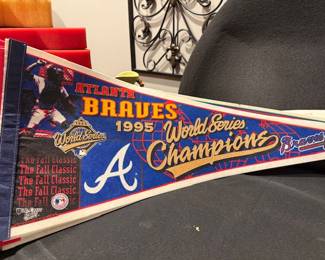 ATLANTA
BRAVES
1995 World Series
Champions
World Series
A
Braves
The Fall Classic
The Fall Classic
The Fall Classic
The Fall Classic